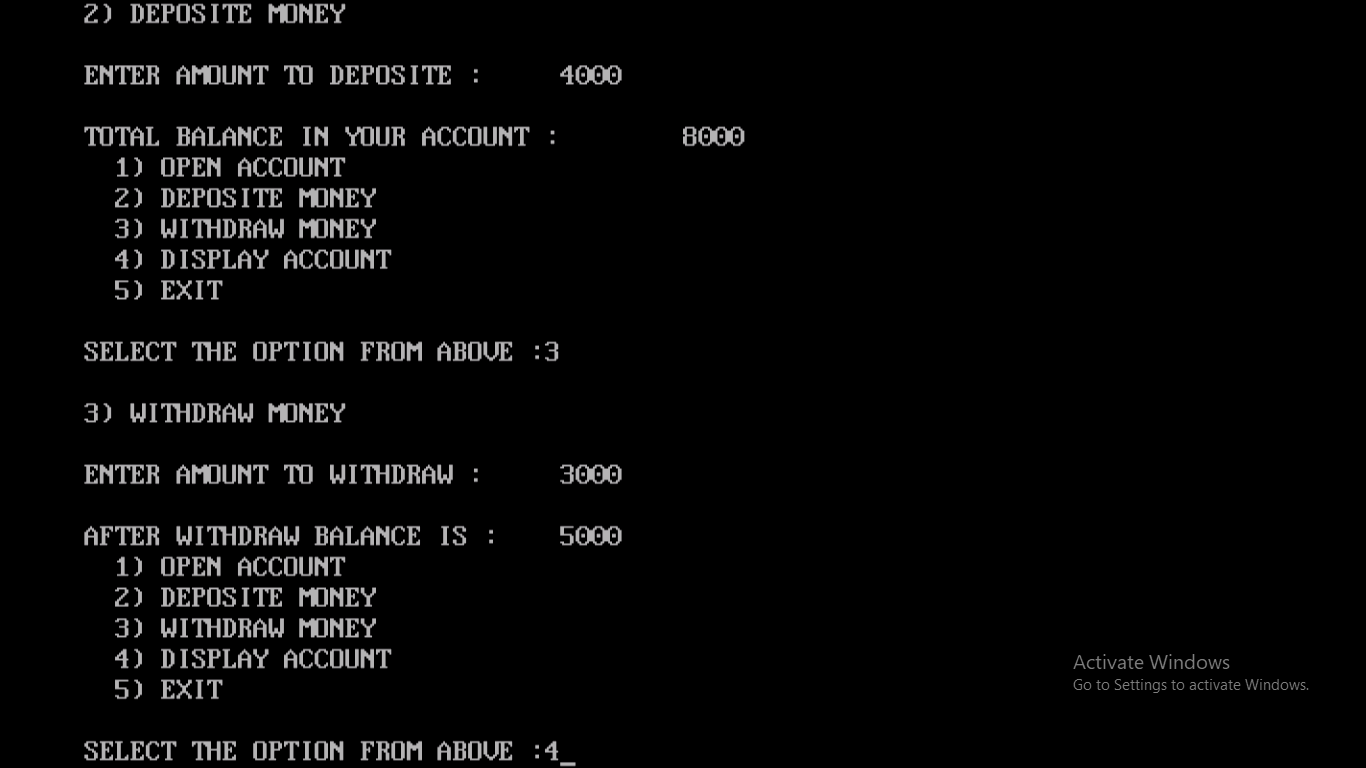 2) DEPOSITE MONEY
ENTER AMOUNT TO DEPOSITE : 4000
TOTAL BALANCE IN YOUR ACCOUNT : 8000
1) OPEN ACCOUNT
2) DEPOSITE MONEY
3) WITHDRAW MONEY
4) DISPLAY ACCOUNT
5) EXIT
SELECT THE OPTION FROM ABOVE :3
3) WITHDRAW MONEY
ENTER AMOUNT TO WITHDRAW : 3000
AFTER WITHDRAW BALANCE IS : 5000
1) OPEN ACCOUNT
2) DEPOSITE MONEY
3) WITHDRAW MONEY
4) DISPLAY ACCOUNT
5) EXIT
SELECT THE OPTION FROM ABOVE :4_
Activate Windows
Go to Settings to activate Windows.